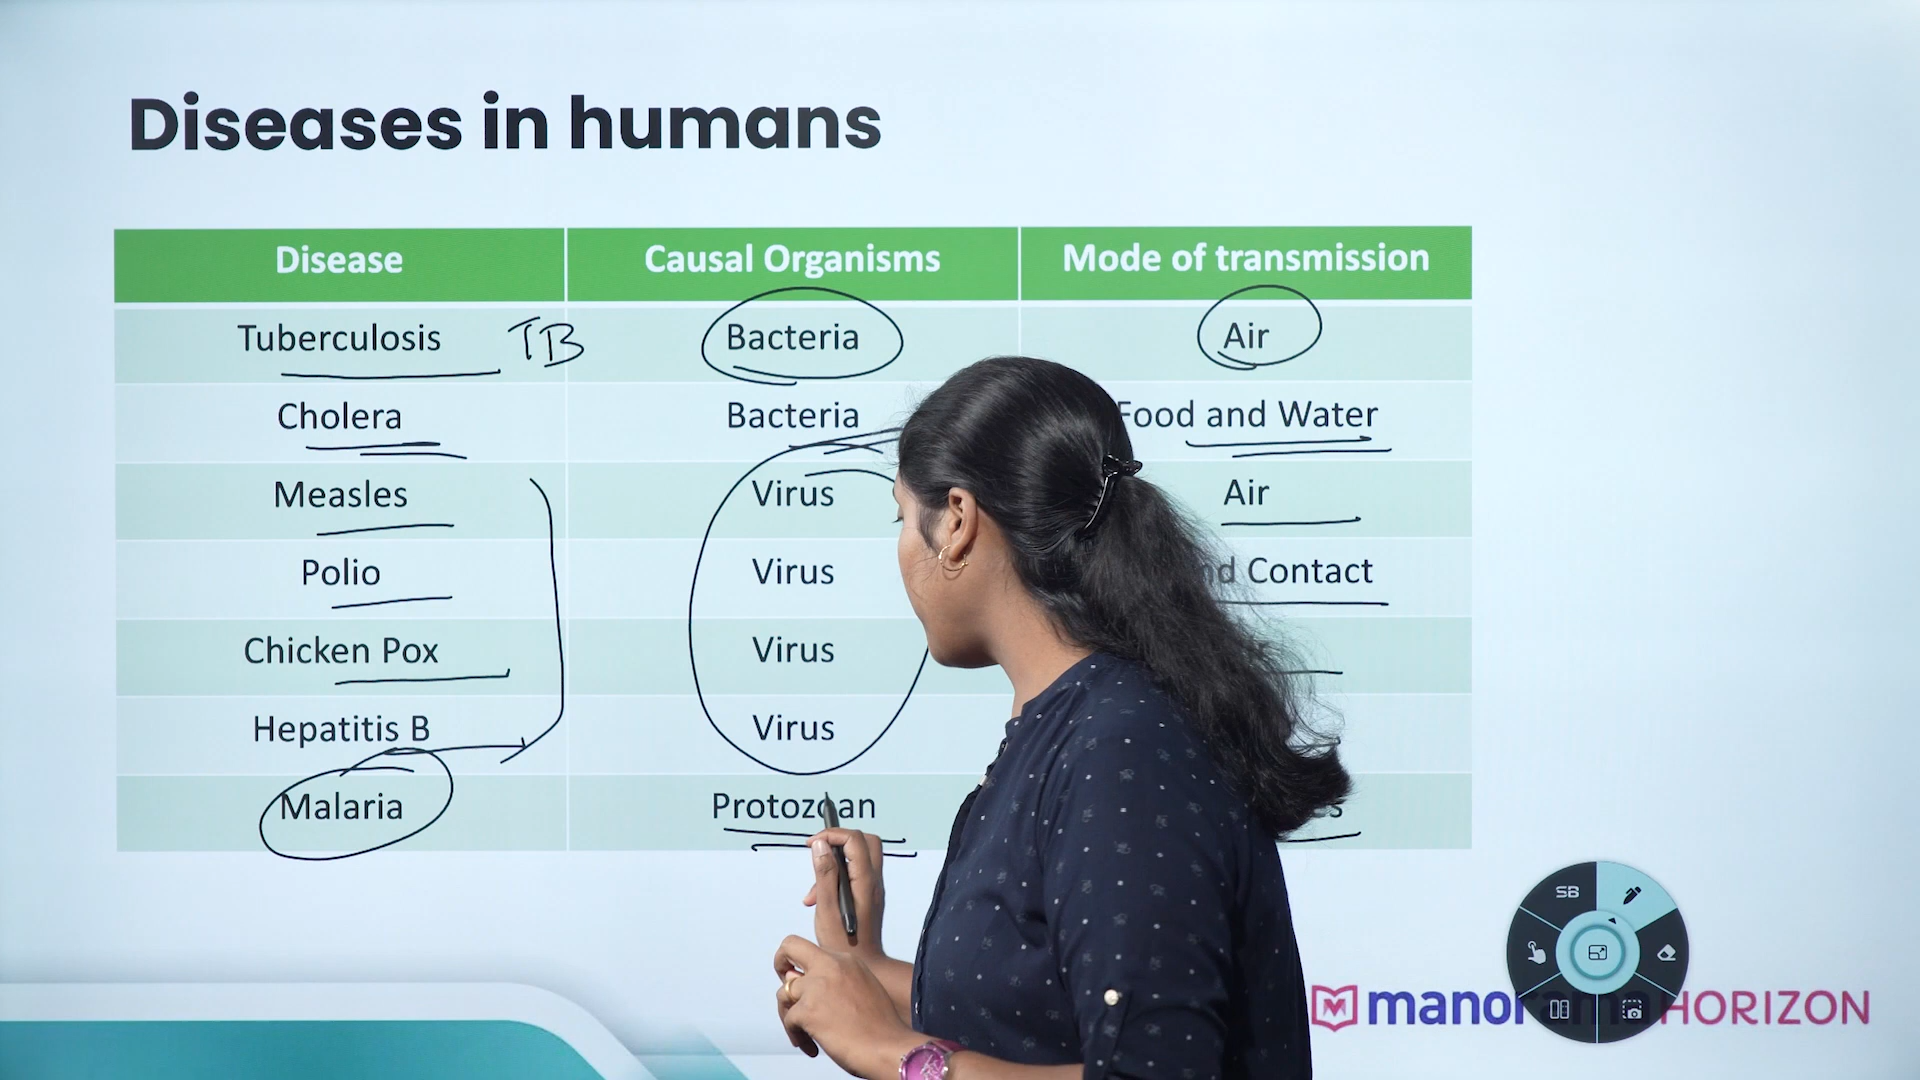 Diseases in humans
Disease Causal Organisms Mode of transmission
Tuberculosis TB Bacteria Air
Cholera Bacteria Food and Water
Measles Virus Air
Polio Virus Contact
Chicken Pox Virus
Hepatitis B Virus
Malaria Protozoan
SB
manorama HORIZON